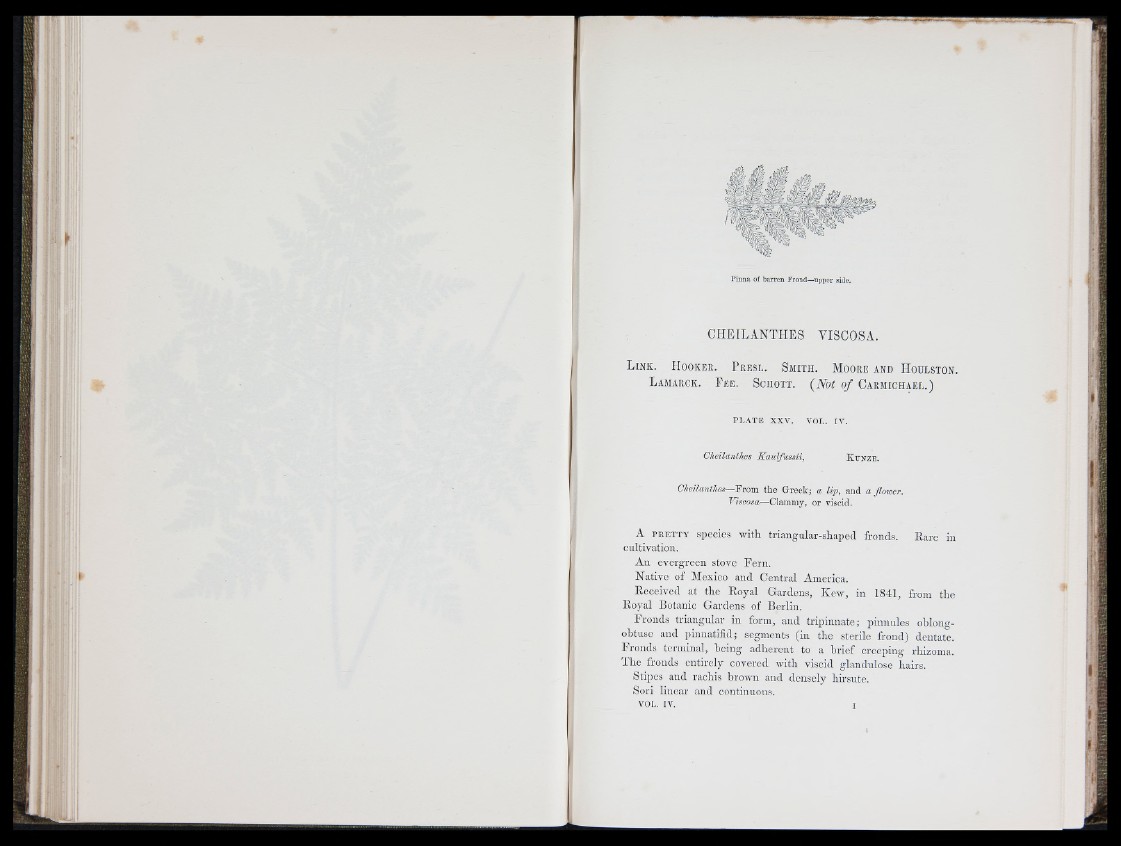 Pinna of barren Frond—upper side.
CHEILANTHES VISCOSA.
LINK. HOOKER. PRESL. SMITH. MOORE AND HOULSTON.
LAMARCK. FÉE. SCHOTT. (Not of CARMICHAEL.)
PLATE XXV. VOL. IV.
Cheilanthes Kaulfussii, KUNZE.
Cheilanthes—From the Greek; a lip, and a flower.
Viscosa—Clammy, or viscid.
A PRETTY species with triangular-shaped fronds. Rare in
cultivation.
An evergreen stove Fern.
Native of Mexico and Central America.
Received at the Royal Gardens, Kew, in 1841, from the
Royal Botanic Gardens of Berlin.
Fronds triangular in form, and tripinnate; pinnules oblong-
obtuse and pinnatifid; segments (in the sterile frond) dentate.
Fronds terminal, being adherent to a brief creeping rhizoma.
The fronds entirely covered with viscid glandulose hairs.
Stipes and rachis brown and densely hirsute.
Sori linear and continuous.
VOL. IV. I